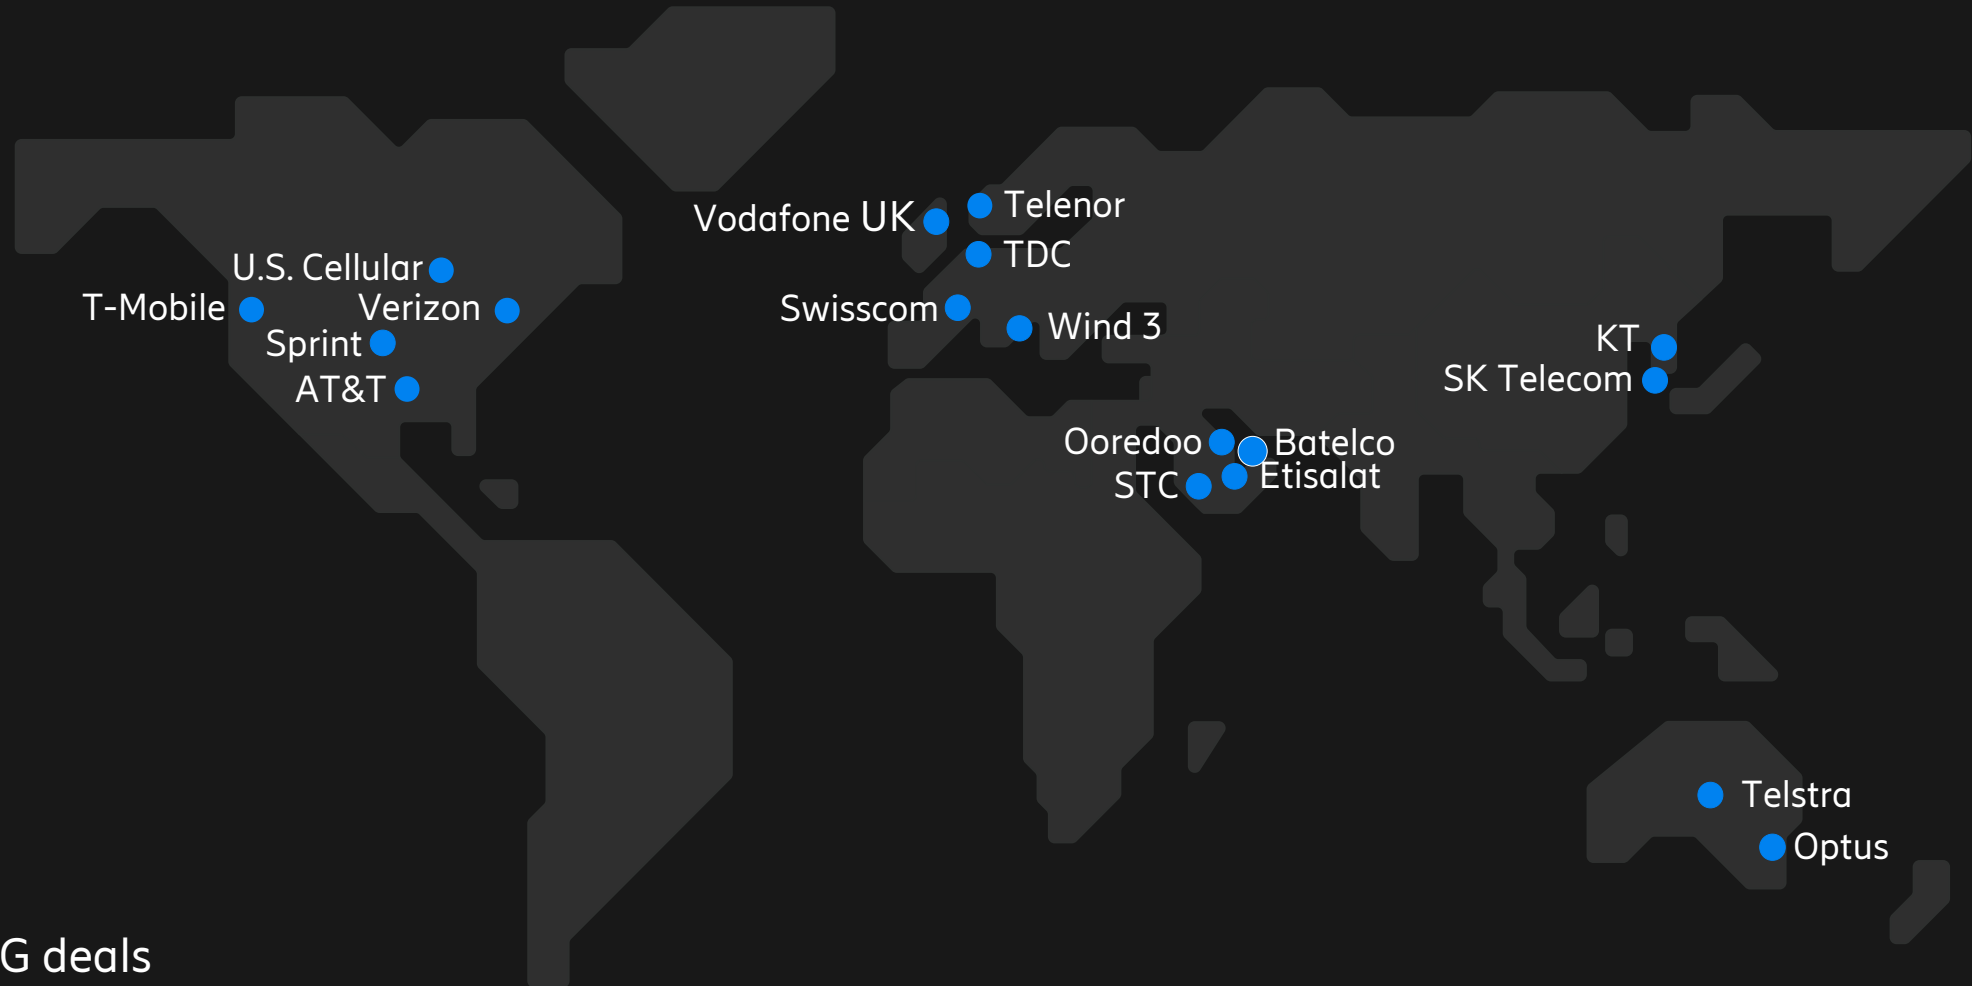 Telenor
Vodafone UK
TDC
U.S. Cellular
T-Mobile
Verizon
Swisscom
Wind 3
Sprint
KT
AT&T
SK Telecom
Ooredoo
Batelco
Etisalat
STC
Telstra
Optus
G deals